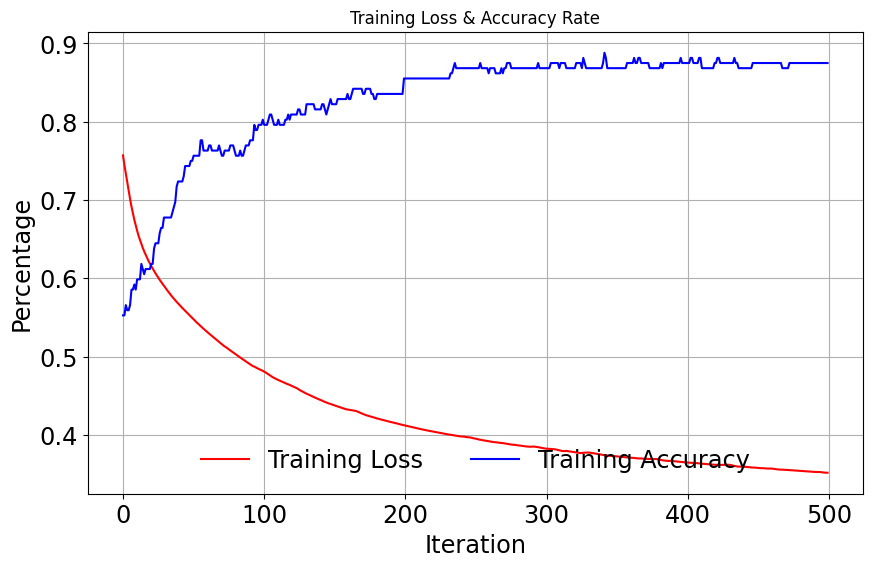 Training Loss & Accuracy Rate
0.9
0.8
0.7
0.6
0.5
0.4
Percentage
Training Loss Training Accuracy
0 100 200 300 400 500
Iteration